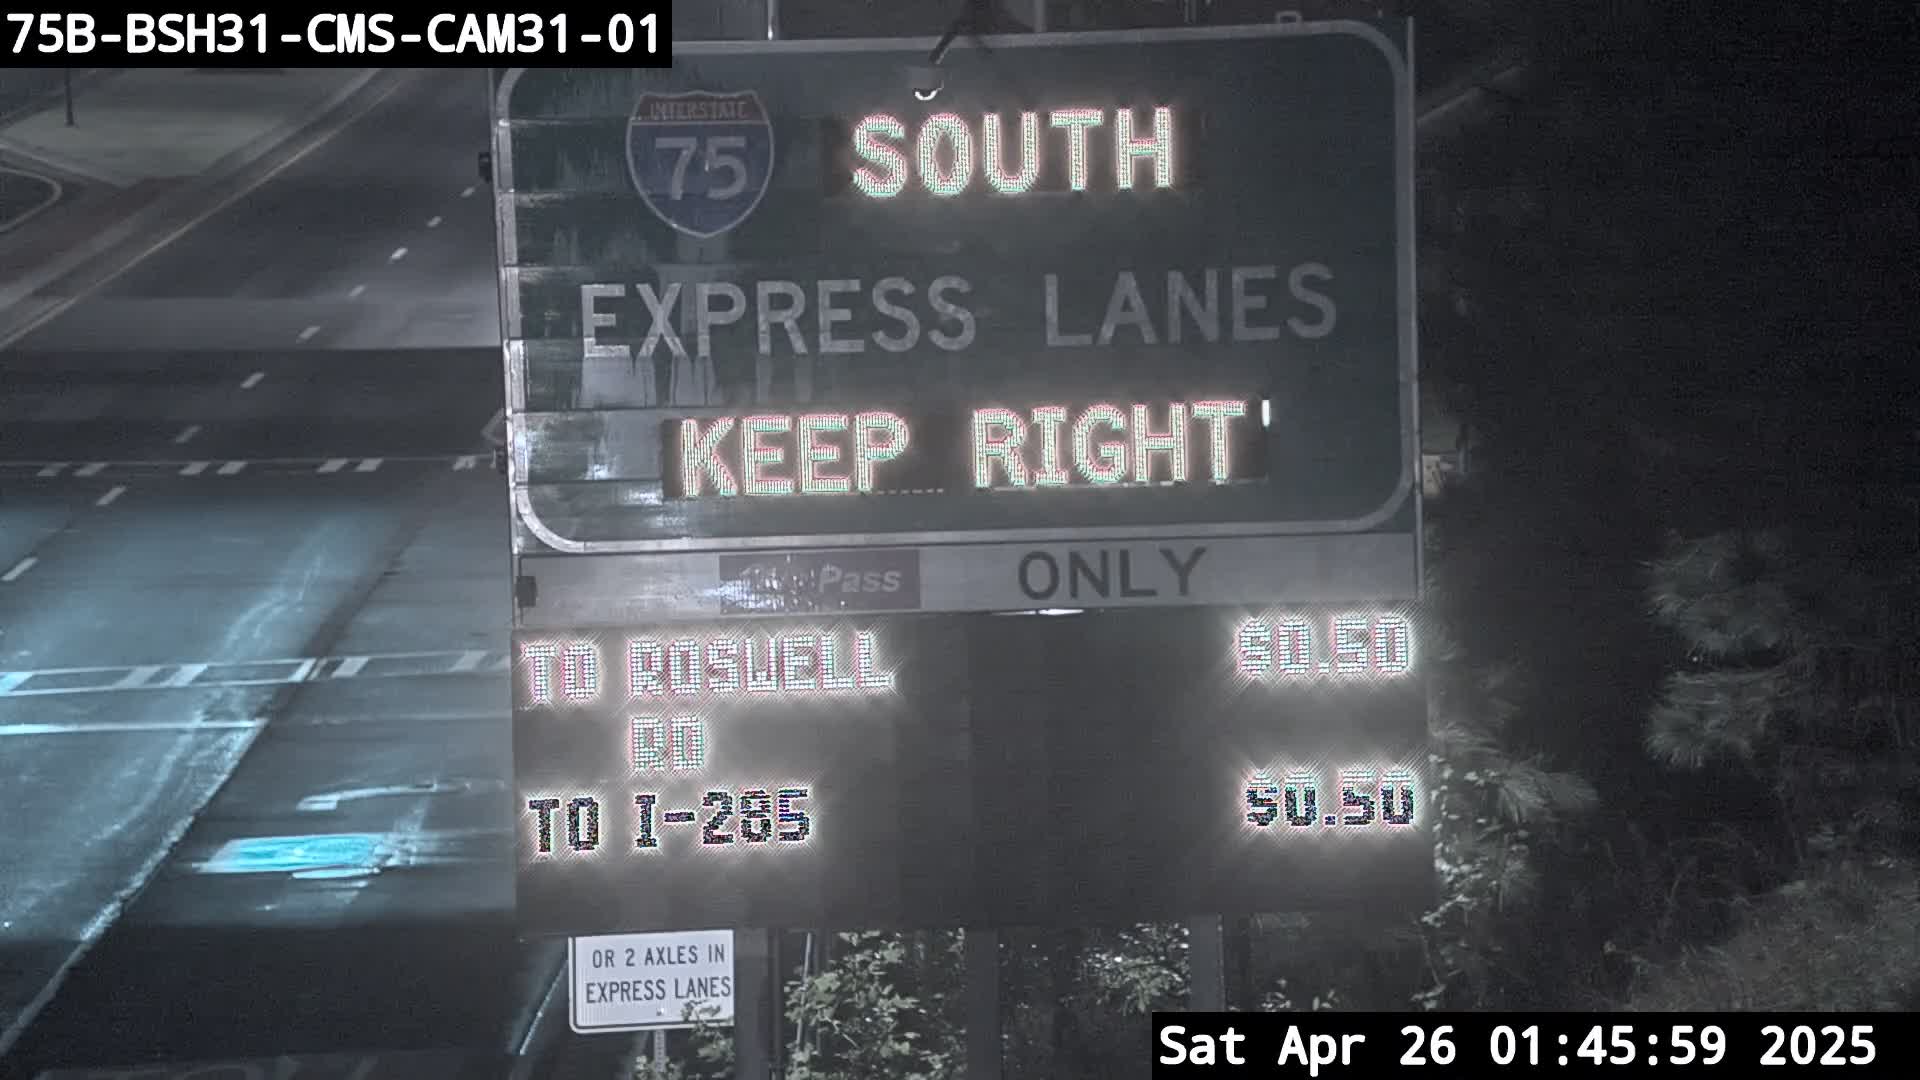 75B-BSH31-CMS-CAM31-01
INTERSTATE
75
SOUTH
EXPRESS LANES
KEEP RIGHT
Pass ONLY
TO ROSWELL $0.50
RD
TO I-285 $0.50
OR 2 AXLES IN
EXPRESS LANES
Sat Apr 26 01:45:59 2025